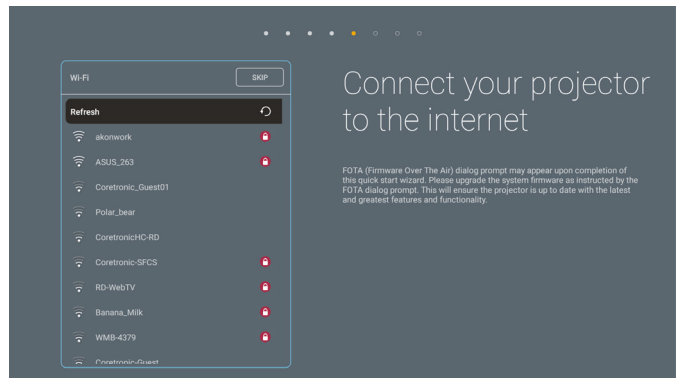 Wi-Fi
SKIP
Refresh
akonwork
ASUS_263
Coretronic_Guest01
Polar_bear
CoretronicHC-RD
Coretronic-SFCS
RD-WebTV
Banana_Milk
WMB-4379
Coretronic-Guest
Connect your projector
to the internet
FOTA (Firmware Over The Air) dialog prompt may appear upon completion of
this quick start wizard. Please upgrade the system firmware as instructed by the
FOTA dialog prompt. This will ensure the projector is up to date with the latest
and greatest features and functionality.